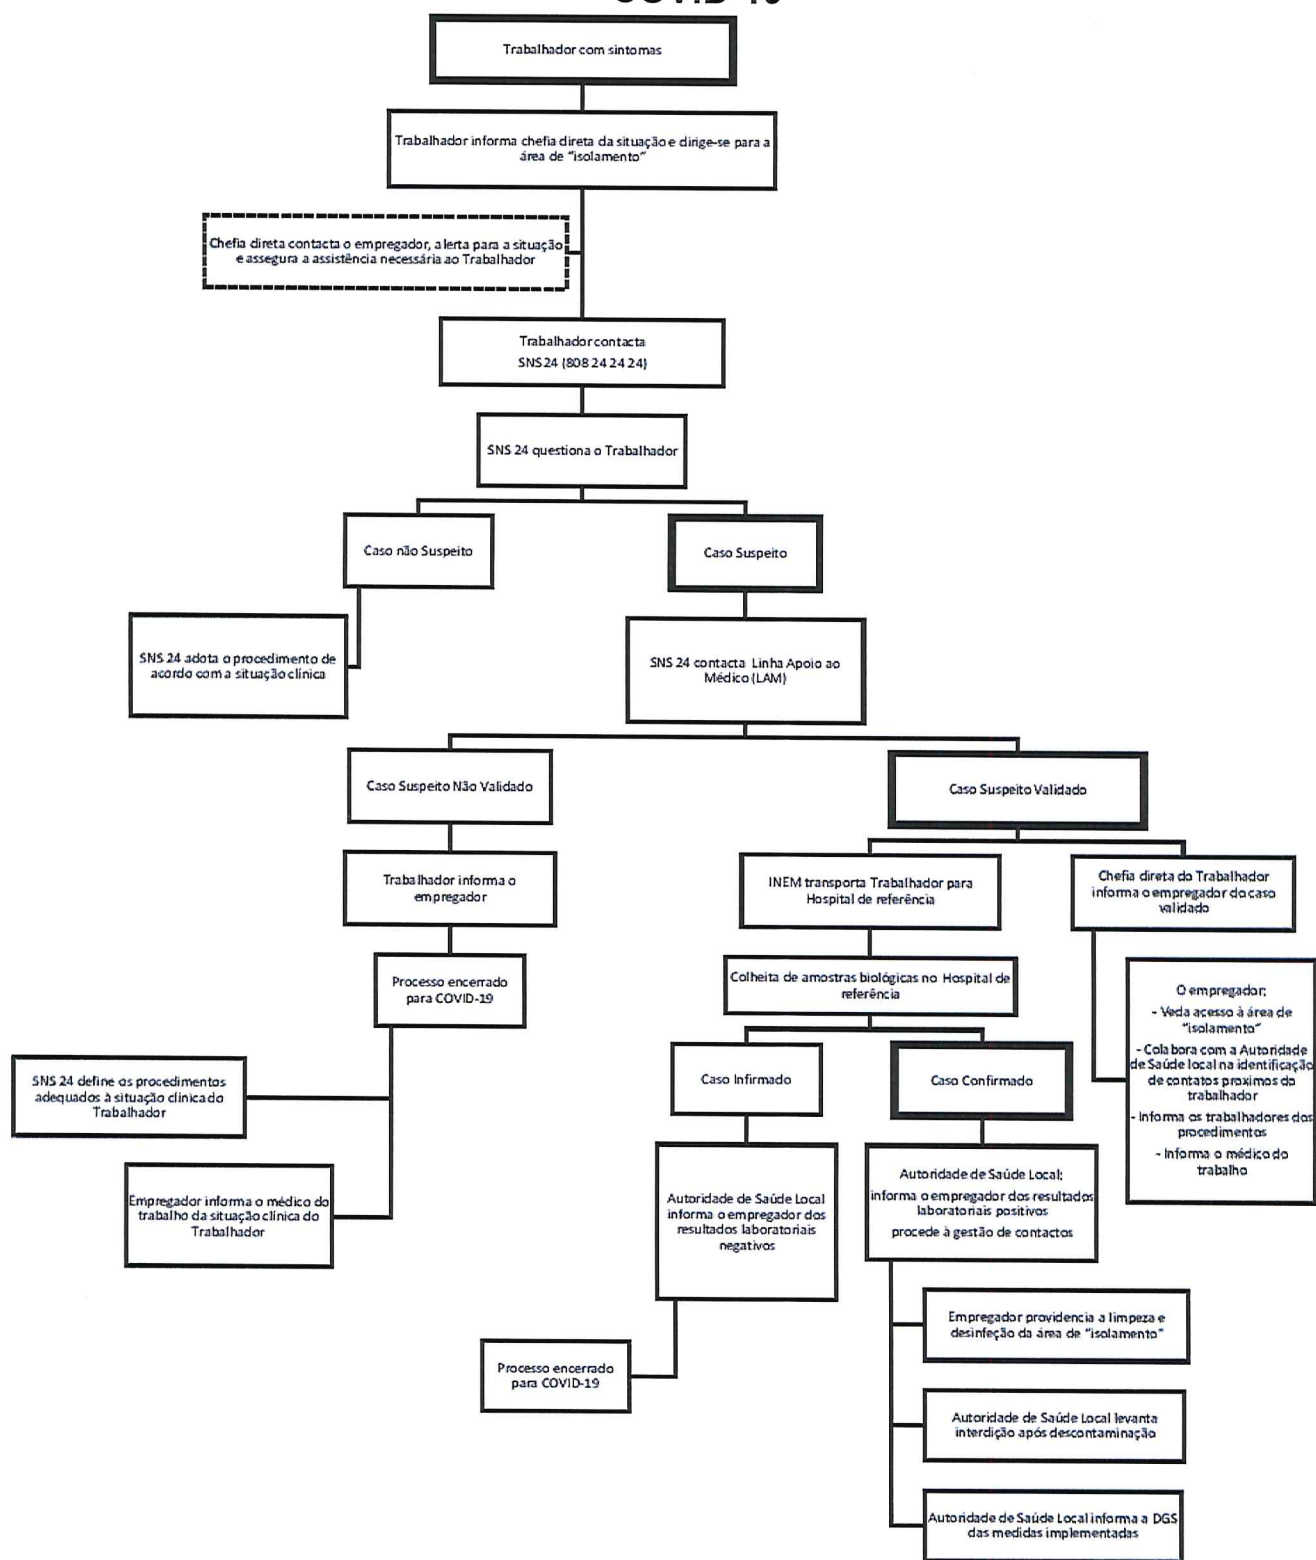 COVID-19
Trabalhador com sintomas
Trabalhador informa chefia direta da situação e dirige-se para a
área de “isolamento”
Chefia direta contacta o empregador, alerta para a situação
e assegura a assistência necessária ao Trabalhador
Trabalhador contacta
SNS24 (808 24 24 24)
SNS 24 questiona o Trabalhador
Caso não Suspeito
Caso Suspeito
SNS 24 adota o procedimento de
acordo com a situação clínica
SNS 24 contacta Linha Apoio ao
Médico (LAM)
Caso Suspeito Não Validado
Caso Suspeito Validado
Trabalhador informa o
empregador
INEM transporta Trabalhador para
Hospital de referência
Chefia direta do Trabalhador
informa o empregador do caso
validado
Processo encerrado
para COVID-19
Colheita de amostras biológicas no Hospital de
referência
O empregador;
- Veda acesso à área de
“isolamento”
- Colabora com a Autoridade
de Saúde local na identificação
de contatos proximos do
trabalhador
- Informa os trabalhadores dos
procedimentos
- Informa o médico do
trabalho
SNS 24 define os procedimentos
adequados à situação clinica do
Trabalhador
Caso Infirmado
Caso Confirmado
Empregador informa o médico do
trabalho da situação clínica do
Trabalhador
Autoridade de Saúde Local
informa o empregador dos
resultados laboratoriais
negativos
Autoridade de Saúde Local;
informa o empregador dos resultados
laboratoriais positivos
procede à gestão de contactos
Processo encerrado
para COVID-19
Empregador providencia a limpeza e
desinfeção da área de “isolamento”
Autoridade de Saúde Local levanta
interdição após descontaminação
Autoridade de Saúde Local informa a DGS
das medidas implementadas